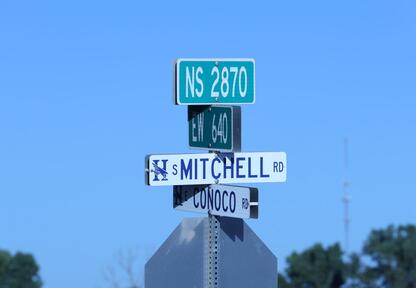 NS 2870
EW 640
S MITCHELL RD
E CONOCO RD